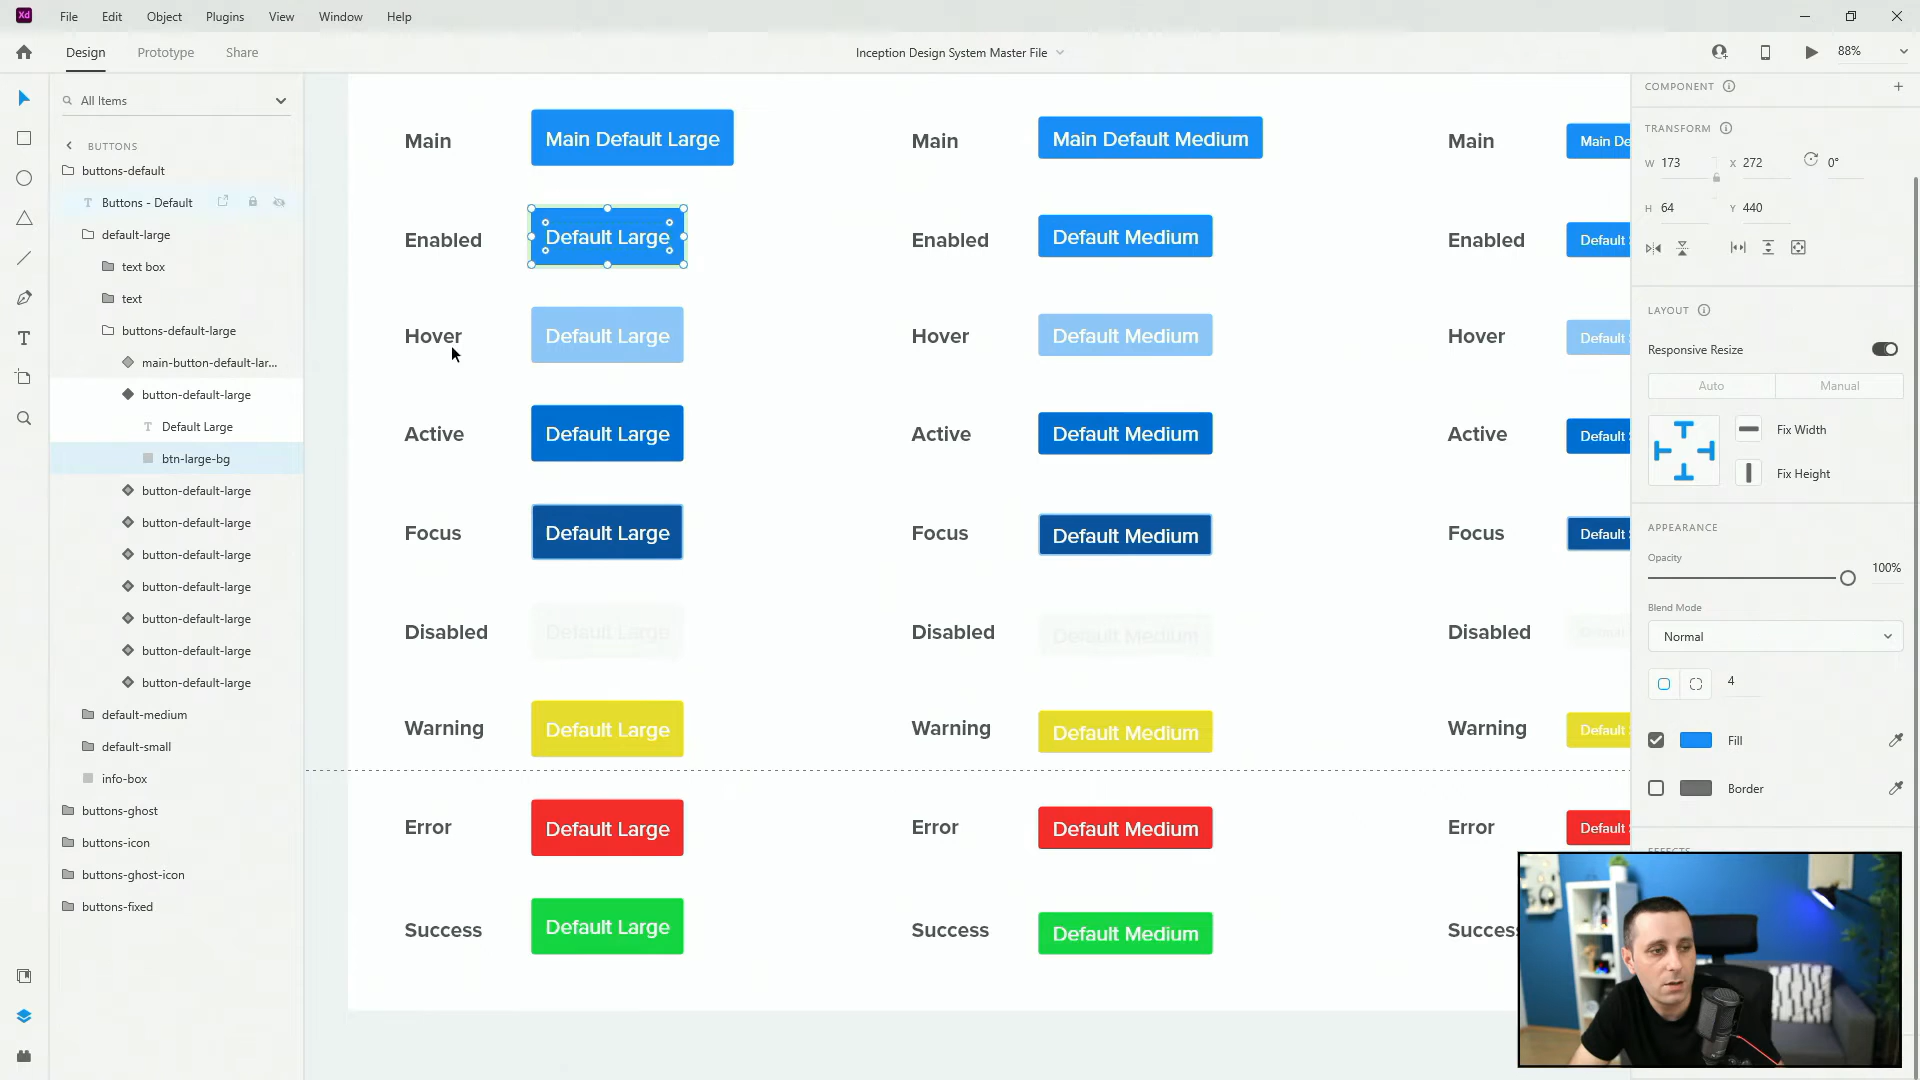 Xd File Edit Object Plugins View Window Help
Design Prototype Share
Inception Design System Master File
88%
All Items
BUTTONS
buttons-default
T Buttons - Default
default-large
text box
text
buttons-default-large
main-button-default-lar...
button-default-large
T Default Large
btn-large-bg
button-default-large
button-default-large
button-default-large
button-default-large
button-default-large
button-default-large
button-default-large
default-medium
default-small
info-box
buttons-ghost
buttons-icon
buttons-ghost-icon
buttons-fixed
Main Main Default Large
Enabled Default Large
Hover Default Large
Active Default Large
Focus Default Large
Disabled Default Large
Warning Default Large
Error Default Large
Success Default Large
Main Main Default Medium
Enabled Default Medium
Hover Default Medium
Active Default Medium
Focus Default Medium
Disabled Default Medium
Warning Default Medium
Error Default Medium
Success Default Medium
Main Main De
Enabled Default
Hover Default
Active Default
Focus Default
Disabled
Warning Default
Error Default
Succes
COMPONENT
TRANSFORM
W 173 X 272 0°
H 64 Y 440
LAYOUT
Responsive Resize
Auto Manual
Fix Width
Fix Height
APPEARANCE
Opacity
100%
Blend Mode
Normal
4
Fill
Border